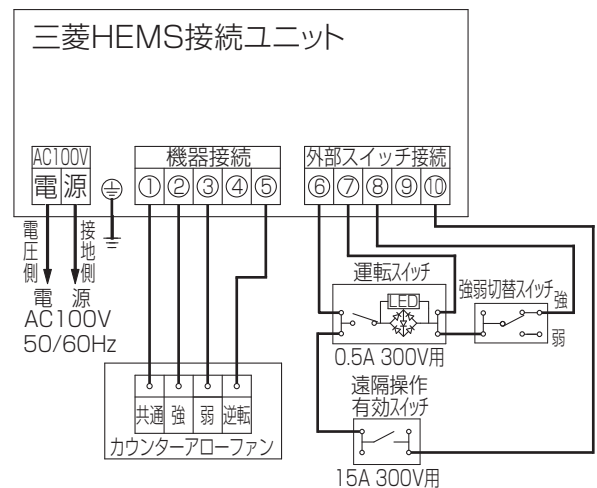 三菱HEMS接続ユニット
AC100V
電源
機器接続
①②③④⑤
外部スイッチ接続
⑥⑦⑧⑨⑩
電圧側
接地側
電源
AC100V
50/60Hz
運転スイッチ
LED
0.5A 300V用
強弱切替スイッチ
強
弱
遠隔操作
有効スイッチ
15A 300V用
共通 強 弱 逆転
カウンターアローファン